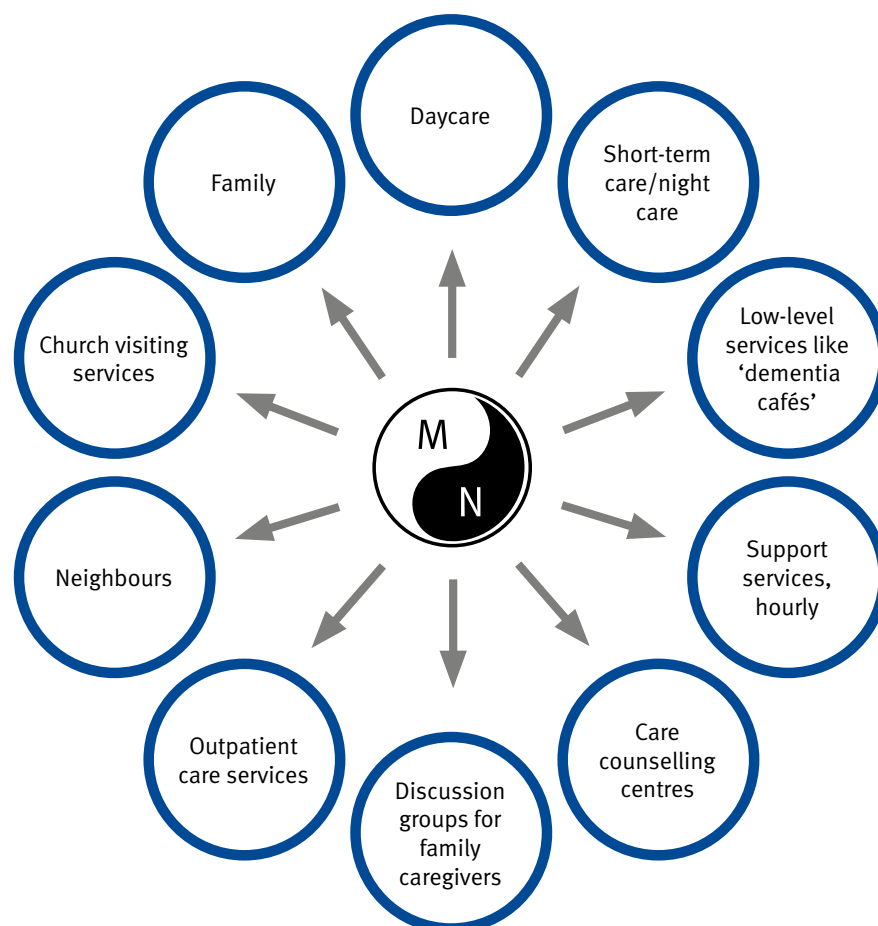 Daycare
Short-term
care/night
care
Low-level
services like
‘dementia
cafés’
Support
services,
hourly
Care
counselling
centres
Discussion
groups for
family
caregivers
Outpatient
care services
Neighbours
Church visiting
services
Family
M
N